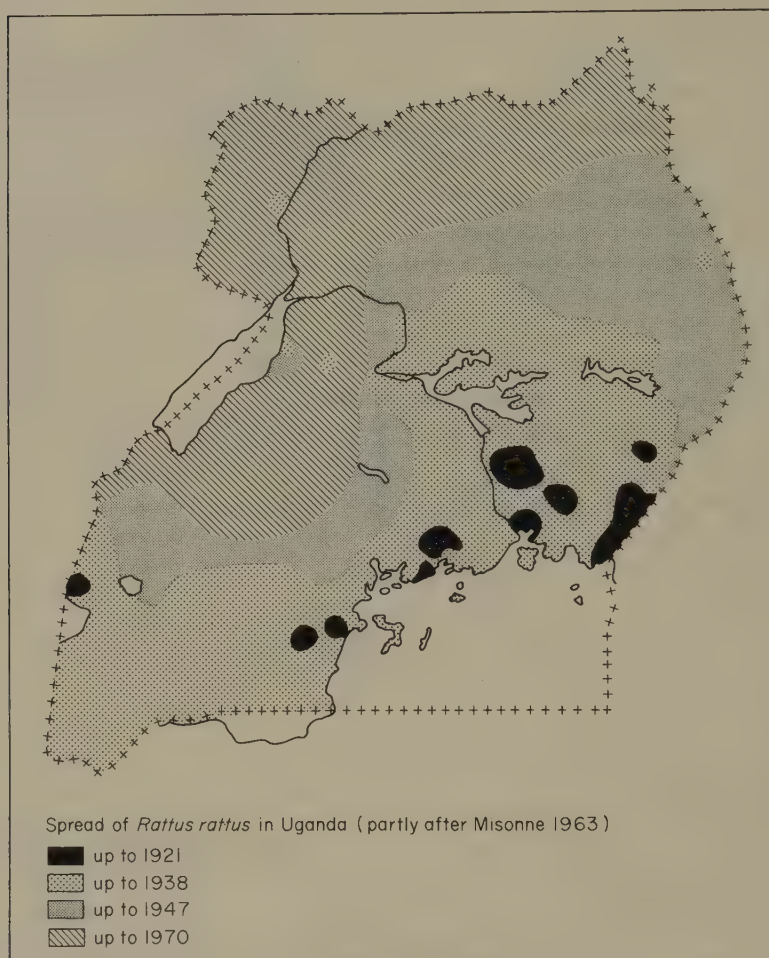 Spread of Rattus rattus in Uganda (partly after Misonne 1963)
up to 1921
up to 1938
up to 1947
up to 1970